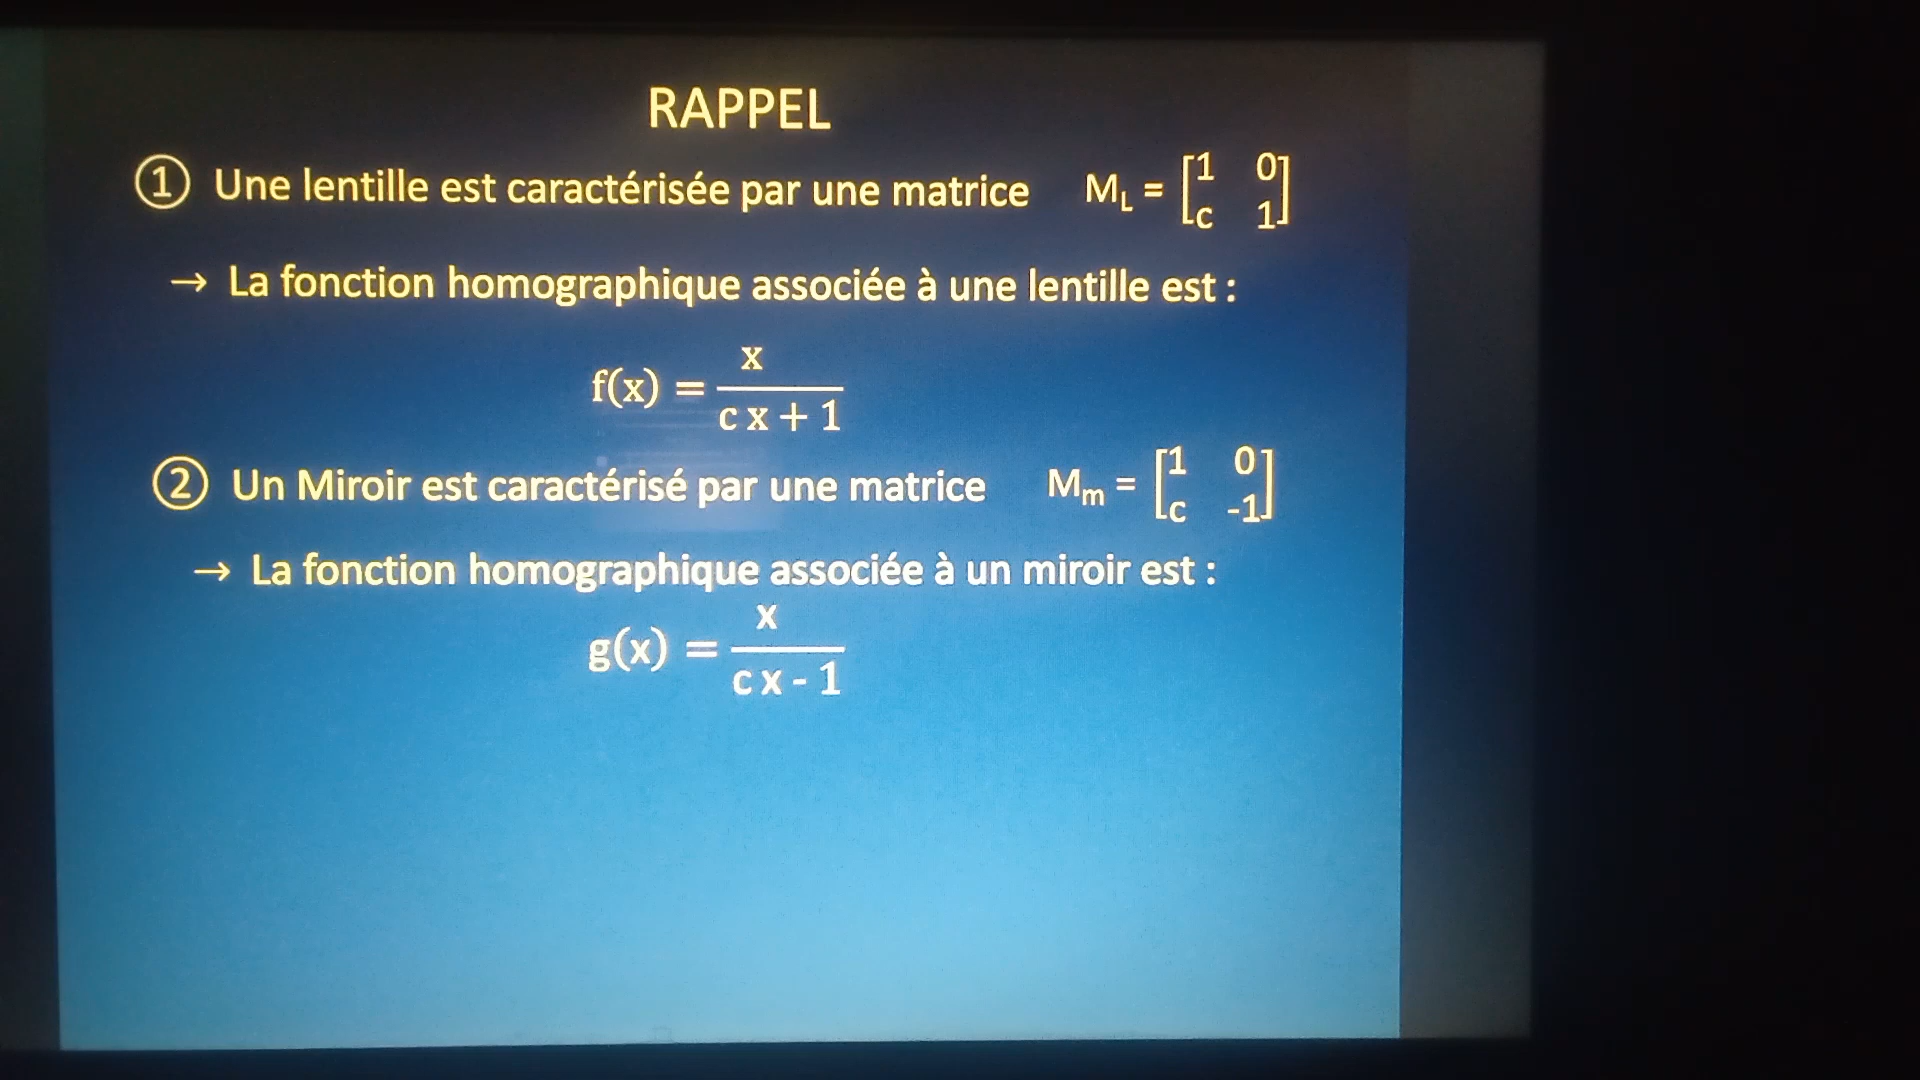 RAPPEL
① Une lentille est caractérisée par une matrice M_L = [1 0
c 1]
→ La fonction homographique associée à une lentille est :
f(x) = x / (c x + 1)
② Un Miroir est caractérisé par une matrice M_m = [1 0
c -1]
→ La fonction homographique associée à un miroir est :
g(x) = x / (c x - 1)